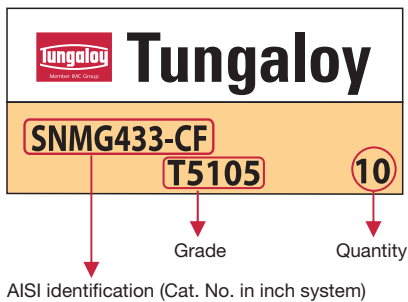 Tungaloy
Member IMC Group
Tungaloy
SNMG433-CF
T5105
10
Grade
Quantity
AISI identification (Cat. No. in inch system)